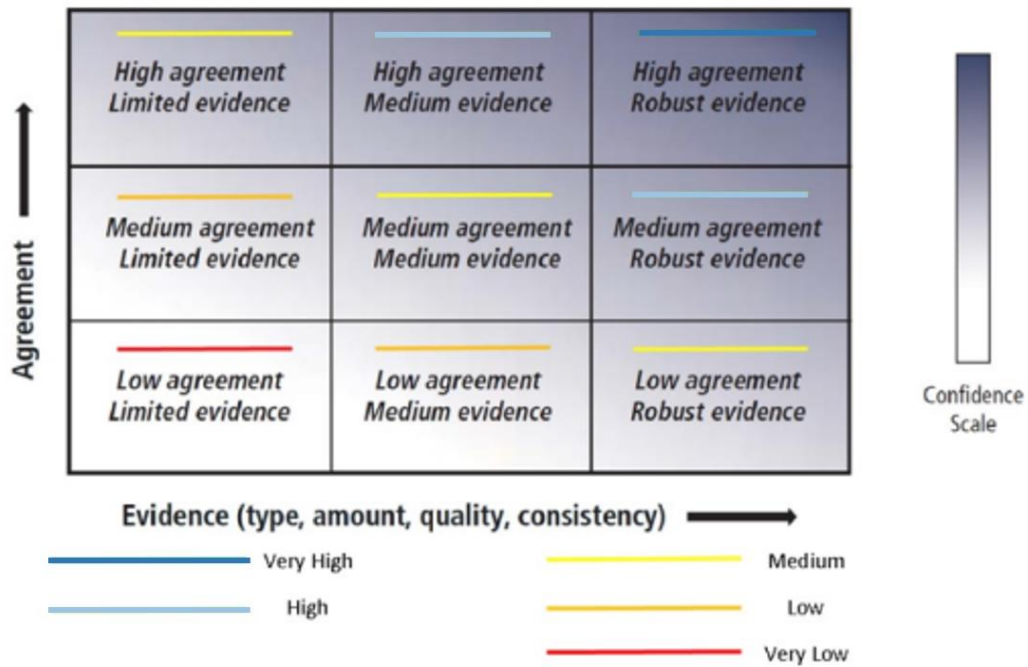 High agreement
Limited evidence
High agreement
Medium evidence
High agreement
Robust evidence
Medium agreement
Limited evidence
Medium agreement
Medium evidence
Medium agreement
Robust evidence
Low agreement
Limited evidence
Low agreement
Medium evidence
Low agreement
Robust evidence
Agreement
Confidence
Scale
Evidence (type, amount, quality, consistency)
Very High
High
Medium
Low
Very Low